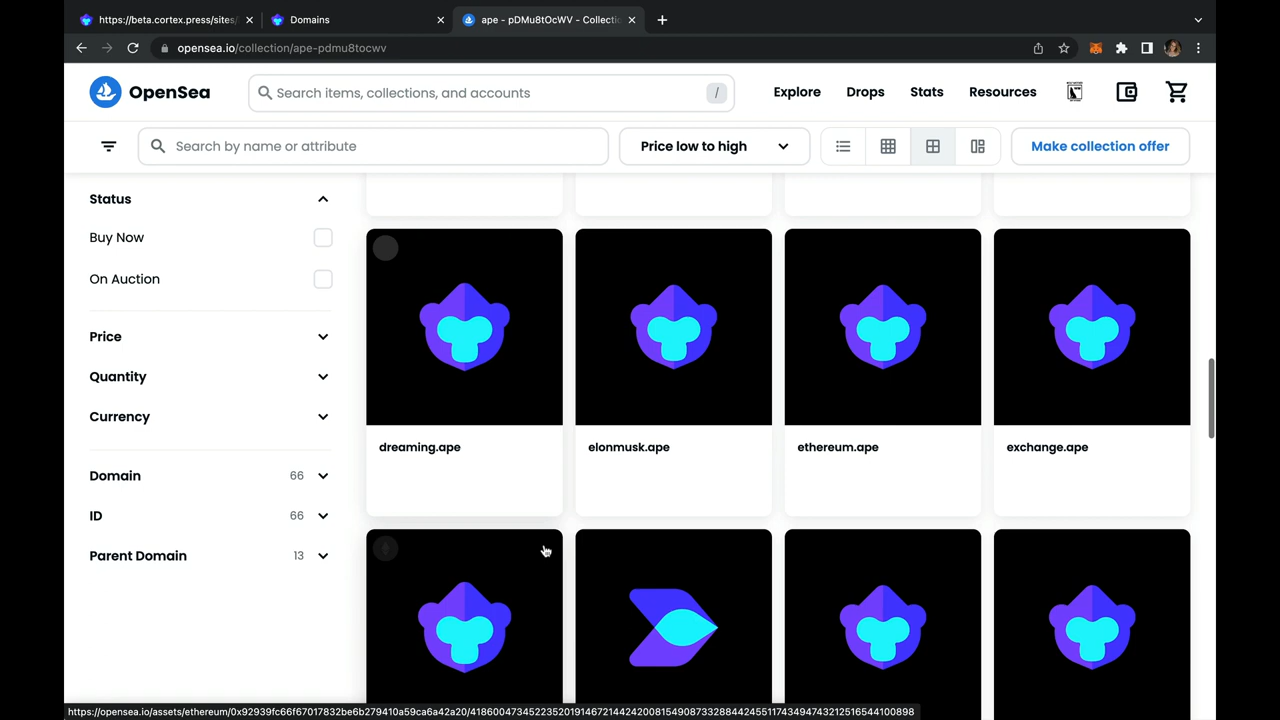 https://beta.cortex.press/sites/
Domains
ape - pDMu8tOcWV - Collectic
opensea.io/collection/ape-pdmu8tocwv
OpenSea
Search items, collections, and accounts
/
Explore
Drops
Stats
Resources
Search by name or attribute
Price low to high
Make collection offer
Status
Buy Now
On Auction
Price
Quantity
Currency
Domain 66
ID 66
Parent Domain 13
dreaming.ape
elonmusk.ape
ethereum.ape
exchange.ape
https://opensea.io/assets/ethereum/0x92939fc66f67017832be6b279410a59ca6a42a20/41860047345223520191467214424200815490873328844245511743494743212516544100898